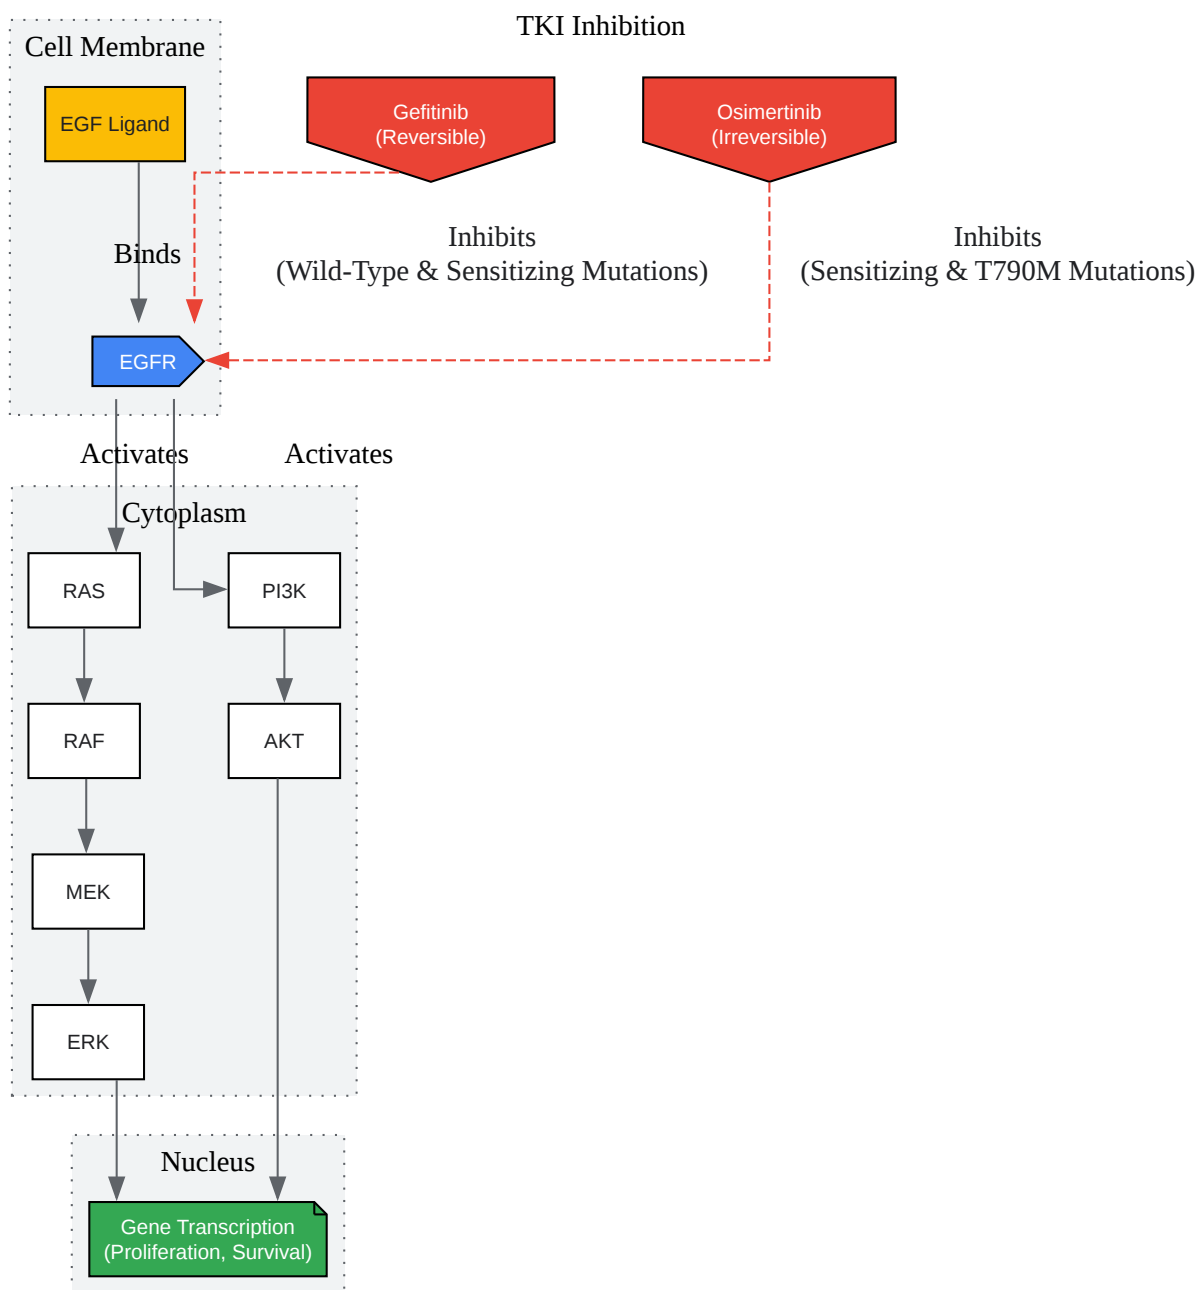 TKI Inhibition
Cell Membrane
EGF Ligand
Gefitinib
(Reversible)
Osimertinib
(Irreversible)
Binds
Inhibits
(Wild-Type & Sensitizing Mutations)
Inhibits
(Sensitizing & T790M Mutations)
EGFR
Activates
Activates
Cytoplasm
RAS
PI3K
RAF
AKT
MEK
ERK
Nucleus
Gene Transcription
(Proliferation, Survival)